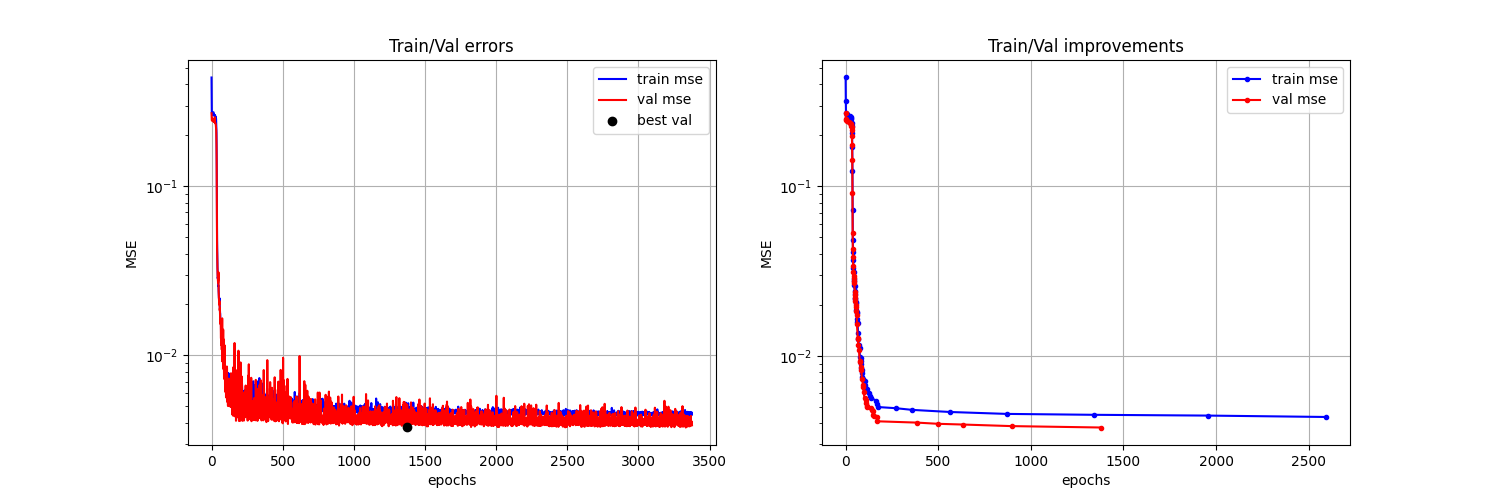 Train/Val errors
train mse
val mse
best val
MSE
10⁻¹
10⁻²
0 500 1000 1500 2000 2500 3000 3500
epochs
Train/Val improvements
train mse
val mse
MSE
10⁻¹
10⁻²
0 500 1000 1500 2000 2500
epochs